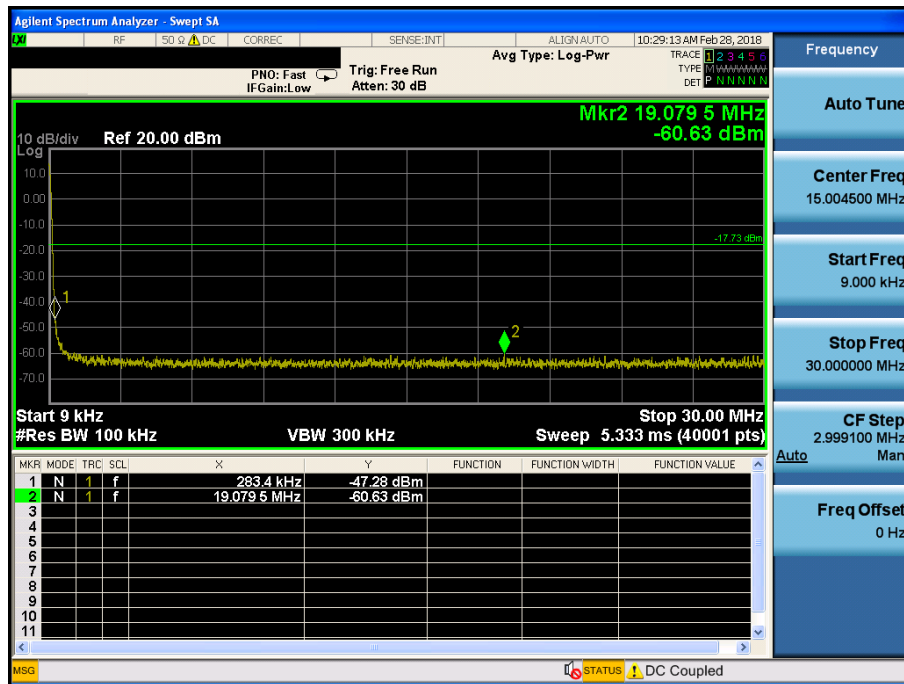 Agilent Spectrum Analyzer - Swept SA
LXI RF 50 Ω DC CORREC SENSE:INT ALIGN AUTO 10:29:13 AM Feb 28, 2018
Avg Type: Log-Pwr
TRACE 1 2 3 4 5 6
TYPE M W W W W W
DET P N N N N N
PNO: Fast Trig: Free Run
IFGain:Low Atten: 30 dB
Mkr2 19.079 5 MHz
-60.63 dBm
10 dB/div Ref 20.00 dBm
Log
10.0
0.00
-10.0
-17.73 dBm
-20.0
-30.0
1
-40.0
-50.0
2
-60.0
-70.0
Start 9 kHz Stop 30.00 MHz
#Res BW 100 kHz VBW 300 kHz Sweep 5.333 ms (40001 pts)
MKR MODE TRC SCL X Y FUNCTION FUNCTION WIDTH FUNCTION VALUE
1 N 1 f 283.4 kHz -47.28 dBm
2 N 1 f 19.079 5 MHz -60.63 dBm
3
4
5
6
7
8
9
10
11
MSG STATUS DC Coupled
Frequency
Auto Tune
Center Freq
15.004500 MHz
Start Freq
9.000 kHz
Stop Freq
30.000000 MHz
CF Step
2.999100 MHz
Auto Man
Freq Offset
0 Hz